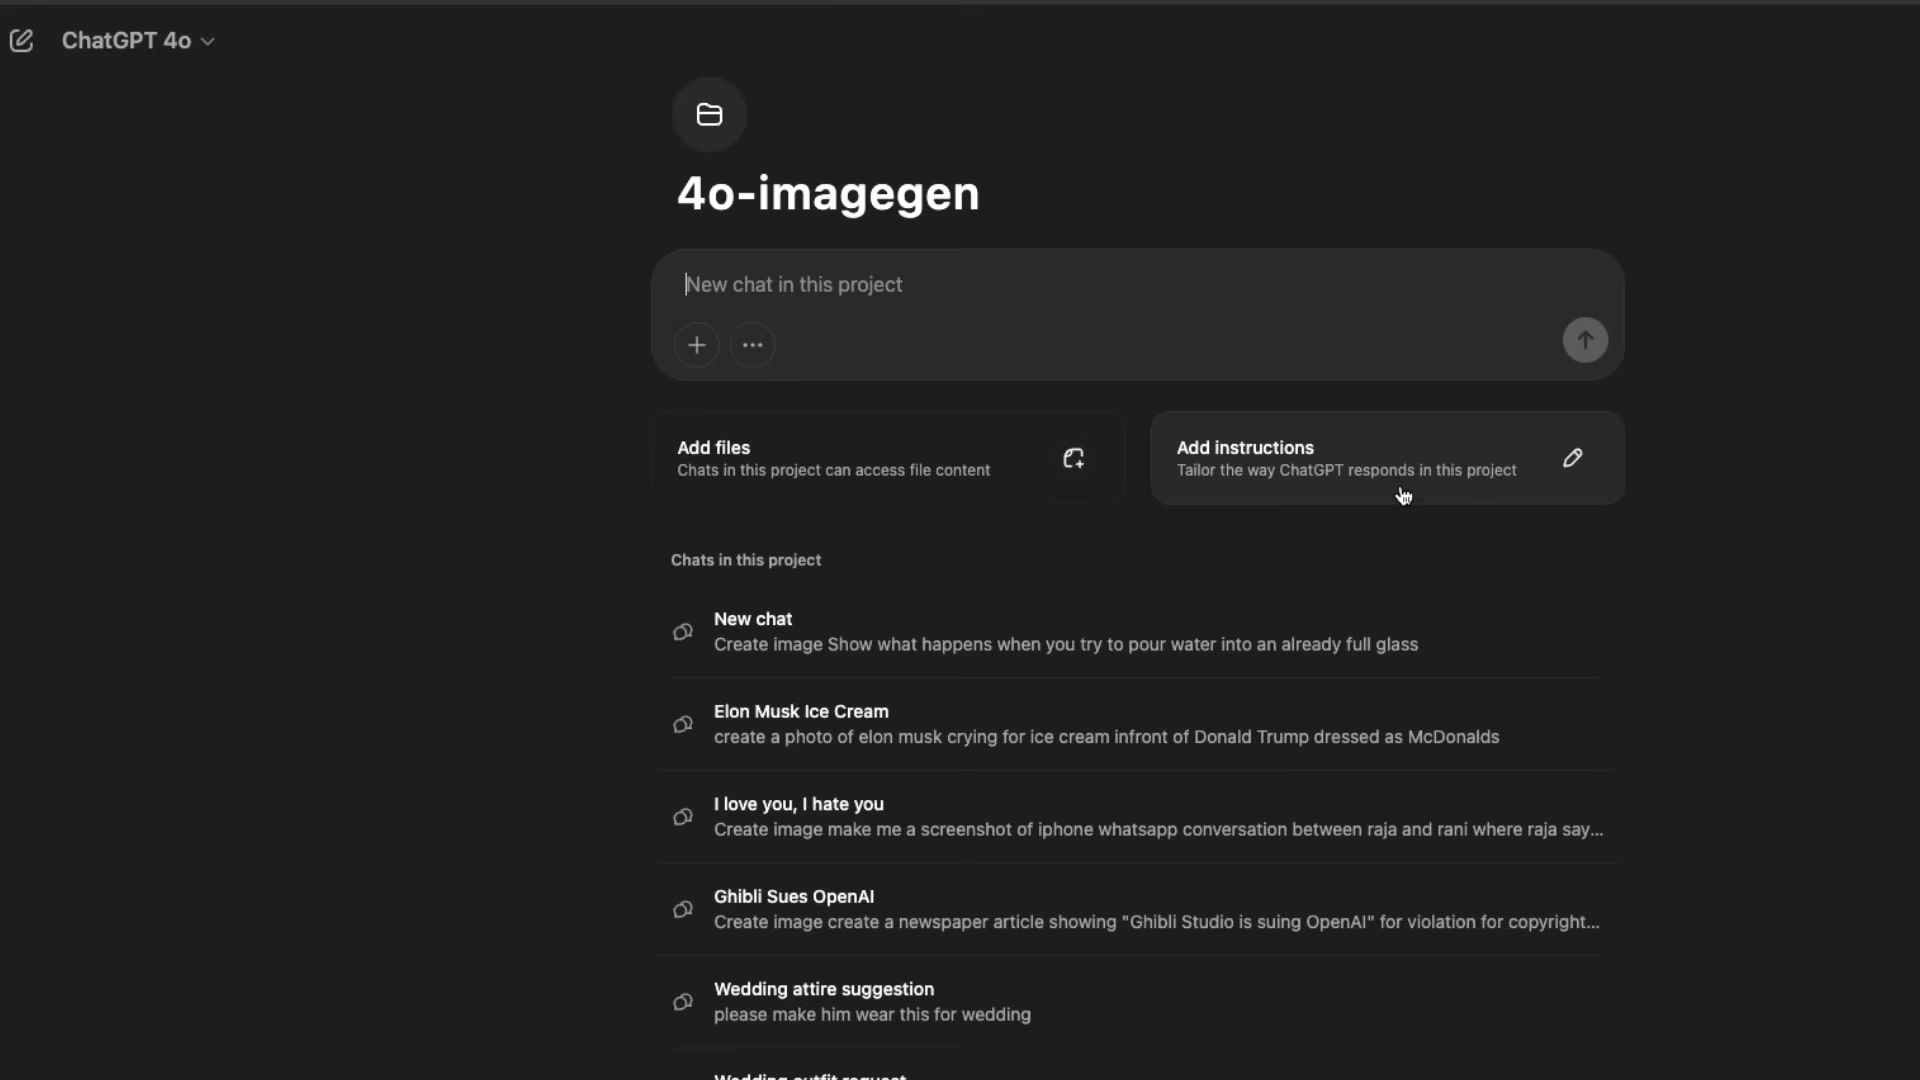 ChatGPT 4o
4o-imagegen
New chat in this project
Add files
Chats in this project can access file content
Add instructions
Tailor the way ChatGPT responds in this project
Chats in this project
New chat
Create image Show what happens when you try to pour water into an already full glass
Elon Musk Ice Cream
create a photo of elon musk crying for ice cream infront of Donald Trump dressed as McDonalds
I love you, I hate you
Create image make me a screenshot of iphone whatsapp conversation between raja and rani where raja say...
Ghibli Sues OpenAI
Create image create a newspaper article showing "Ghibli Studio is suing OpenAI" for violation for copyright...
Wedding attire suggestion
please make him wear this for wedding
Wedding outfit request